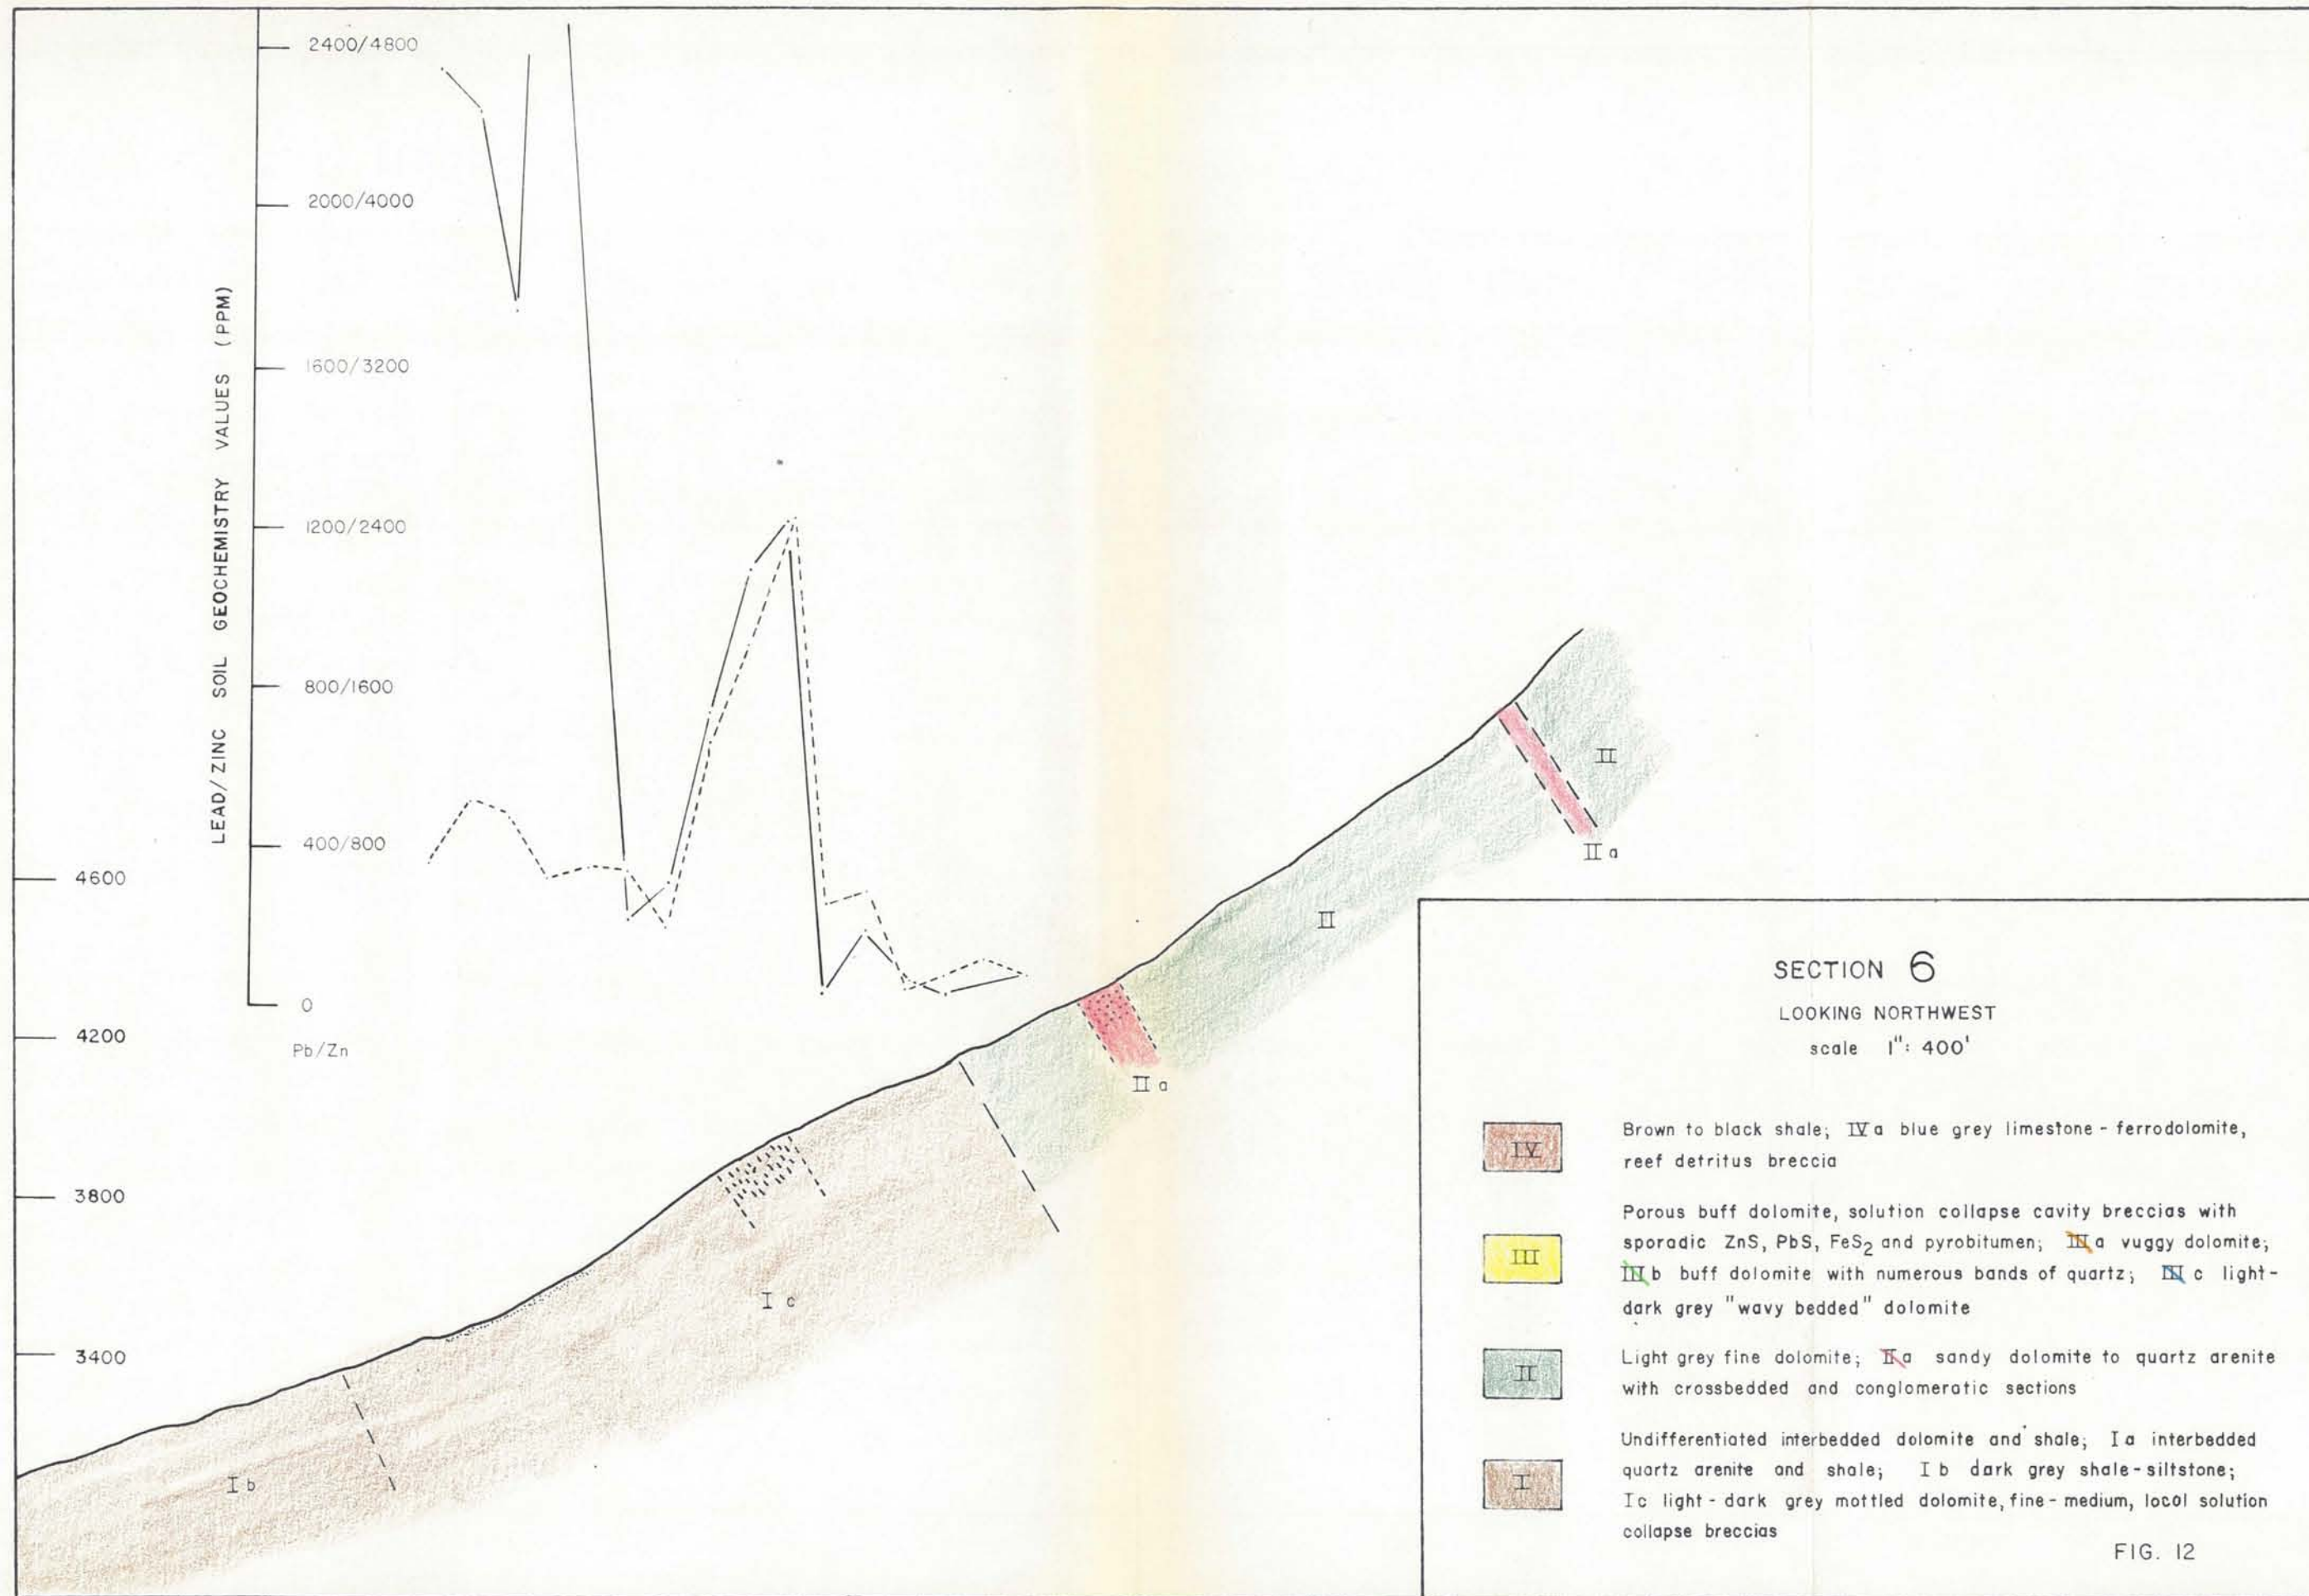 2400/4800
2000/4000
1600/3200
1200/2400
800/1600
400/800
0
Pb/Zn
LEAD/ZINC SOIL GEOCHEMISTRY VALUES (PPM)
4600
4200
3800
3400
I b
I c
II a
II
II a
II
SECTION 6
LOOKING NORTHWEST
scale 1": 400'
IV
Brown to black shale; IV a blue grey limestone - ferrodolomite,
reef detritus breccia
III
Porous buff dolomite, solution collapse cavity breccias with
sporadic ZnS, PbS, FeS2 and pyrobitumen; III a vuggy dolomite;
III b buff dolomite with numerous bands of quartz; III c light-
dark grey "wavy bedded" dolomite
II
Light grey fine dolomite; II a sandy dolomite to quartz arenite
with crossbedded and conglomeratic sections
I
Undifferentiated interbedded dolomite and shale; I a interbedded
quartz arenite and shale; I b dark grey shale-siltstone;
I c light - dark grey mottled dolomite, fine - medium, local solution
collapse breccias
FIG. 12